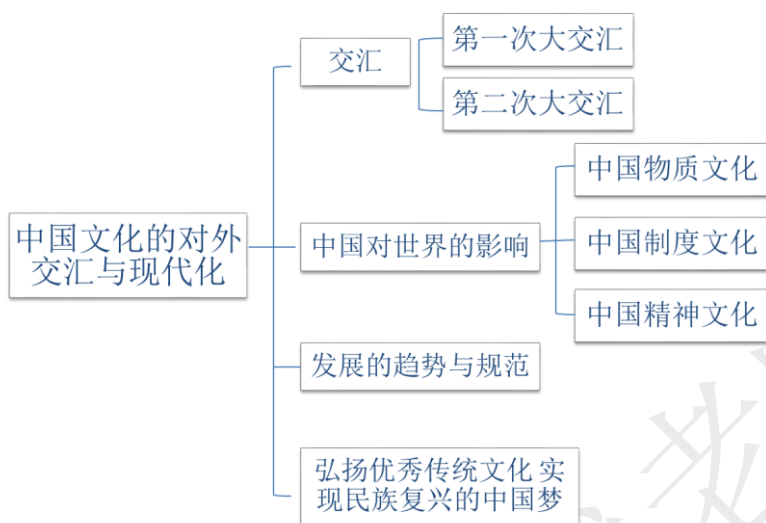 交汇
第一次大交汇
第二次大交汇
中国文化的对外
交汇与现代化
中国对世界的影响
中国物质文化
中国制度文化
中国精神文化
发展的趋势与规范
弘扬优秀传统文化 实
现民族复兴的中国梦